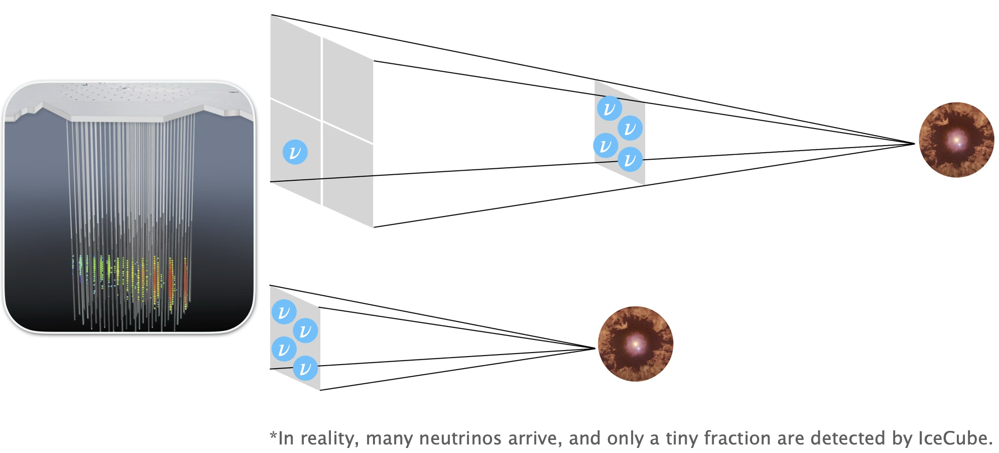 ν
ν
ν
ν
ν
ν
ν
ν
ν
*In reality, many neutrinos arrive, and only a tiny fraction are detected by IceCube.